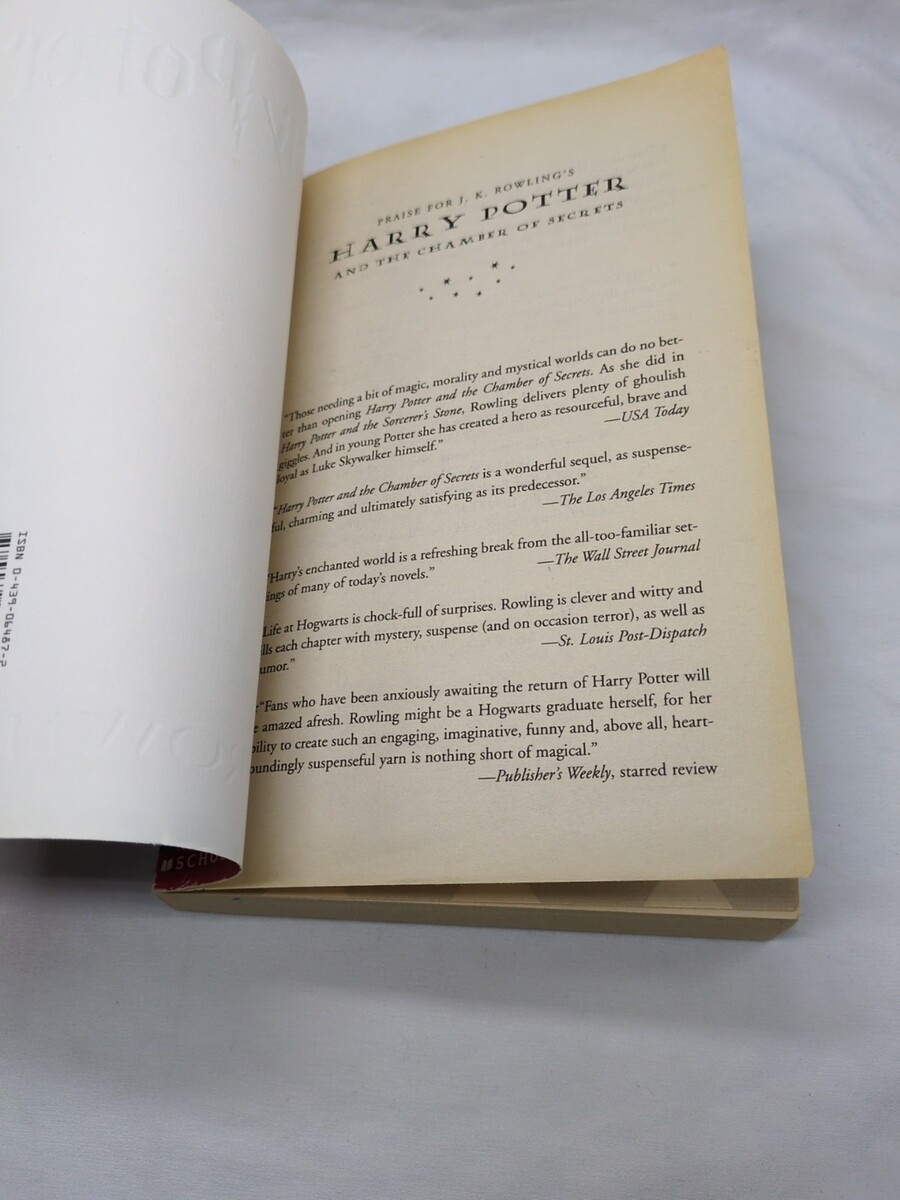 PRAISE FOR J. K. ROWLING'S
HARRY POTTER
AND THE CHAMBER OF SECRETS
“Those needing a bit of magic, morality and mystical worlds can do no bet-
ter than opening Harry Potter and the Chamber of Secrets. As she did in
Harry Potter and the Sorcerer's Stone, Rowling delivers plenty of ghoulish
giggles. And in young Potter she has created a hero as resourceful, brave and
loyal as Luke Skywalker himself.”
—USA Today
“Harry Potter and the Chamber of Secrets is a wonderful sequel, as suspense-
ful, charming and ultimately satisfying as its predecessor.”
—The Los Angeles Times
“Harry's enchanted world is a refreshing break from the all-too-familiar set-
ings of many of today's novels.”
—The Wall Street Journal
Life at Hogwarts is chock-full of surprises. Rowling is clever and witty and
lls each chapter with mystery, suspense (and on occasion terror), as well as
umor.”
—St. Louis Post-Dispatch
“Fans who have been anxiously awaiting the return of Harry Potter will
e amazed afresh. Rowling might be a Hogwarts graduate herself, for her
bility to create such an engaging, imaginative, funny and, above all, heart-
oundingly suspenseful yarn is nothing short of magical.”
—Publisher's Weekly, starred review
ISBN 0-439-06487-2
SCHO